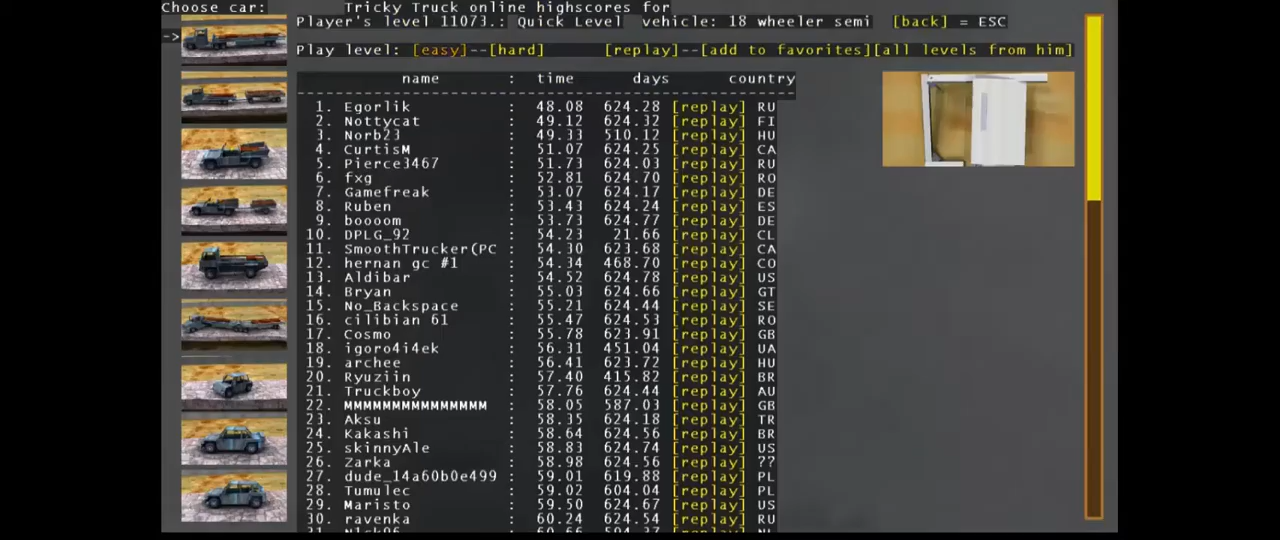 Choose car: Tricky Truck online highscores for
Player's level 11073.: Quick Level vehicle: 18 wheeler semi [back] = ESC
->
Play level: [easy]--[hard] [replay]--[add to favorites][all levels from him]
name : time days country
1. Egorlik : 48.08 624.28 [replay] RU
2. Nottycat : 49.12 624.32 [replay] FI
3. Norb23 : 49.33 510.12 [replay] HU
4. CurtisM : 51.07 624.25 [replay] CA
5. Pierce3467 : 51.73 624.03 [replay] RU
6. fxg : 52.81 624.70 [replay] RO
7. Gamefreak : 53.07 624.17 [replay] DE
8. Ruben : 53.43 624.24 [replay] ES
9. boooom : 53.73 624.77 [replay] DE
10. DPLG_92 : 54.23 21.66 [replay] CL
11. SmoothTrucker(PC : 54.30 623.68 [replay] CA
12. hernan gc #1 : 54.34 468.70 [replay] CO
13. Aldibar : 54.52 624.78 [replay] US
14. Bryan : 55.03 624.66 [replay] GT
15. No_Backspace : 55.21 624.44 [replay] SE
16. cilibian 61 : 55.47 624.53 [replay] RO
17. Cosmo : 55.78 623.91 [replay] GB
18. igoro4i4ek : 56.31 451.04 [replay] UA
19. archee : 56.41 623.72 [replay] HU
20. Ryuziin : 57.40 415.82 [replay] BR
21. Truckboy : 57.76 624.44 [replay] AU
22. MMMMMMMMMMMMMMM : 58.05 587.03 [replay] GB
23. Aksu : 58.35 624.18 [replay] TR
24. Kakashi : 58.64 624.56 [replay] BR
25. skinnyAle : 58.83 624.74 [replay] US
26. Zarka : 58.98 624.56 [replay] ??
27. dude_14a60b0e499 : 59.01 619.88 [replay] PL
28. Tumulec : 59.02 604.04 [replay] PL
29. Maristo : 59.50 624.67 [replay] US
30. ravenka : 60.24 624.54 [replay] RU